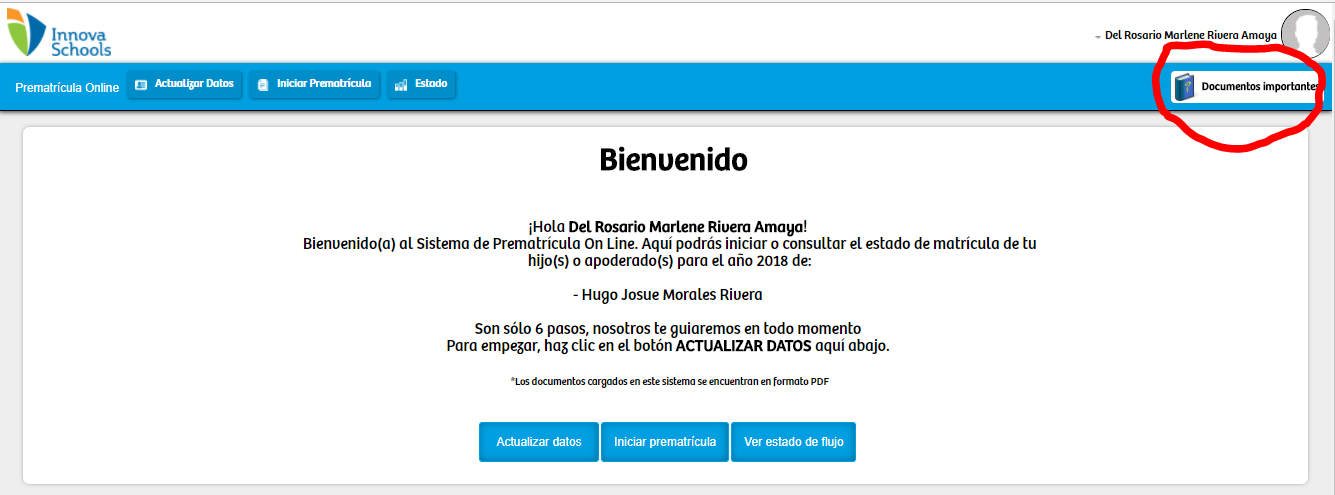 Innova
Schools
Del Rosario Marlene Rivera Amaya
Prematrícula Online
Actualizar Datos
Iniciar Prematrícula
Estado
Documentos importantes
Bienvenido
¡Hola Del Rosario Marlene Rivera Amaya!
Bienvenido(a) al Sistema de Prematrícula On Line. Aquí podrás iniciar o consultar el estado de matrícula de tu
hijo(s) o apoderado(s) para el año 2018 de:
- Hugo Josue Morales Rivera
Son sólo 6 pasos, nosotros te guiaremos en todo momento
Para empezar, haz clic en el botón ACTUALIZAR DATOS aquí abajo.
*Los documentos cargados en este sistema se encuentran en formato PDF
Actualizar datos
Iniciar prematrícula
Ver estado de flujo